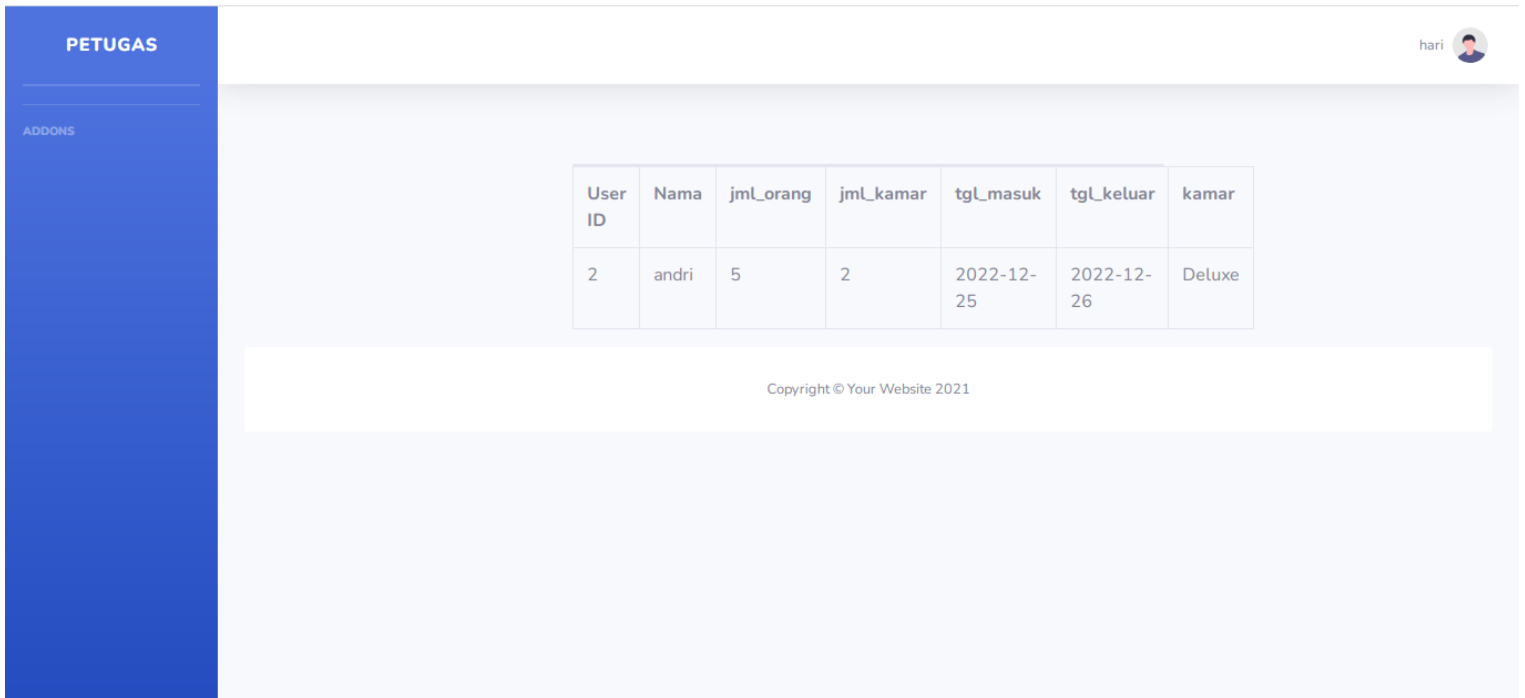 PETUGAS
hari
ADDONS
User ID Nama jml_orang jml_kamar tgl_masuk tgl_keluar kamar
2 andri 5 2 2022-12-25 2022-12-26 Deluxe
Copyright © Your Website 2021